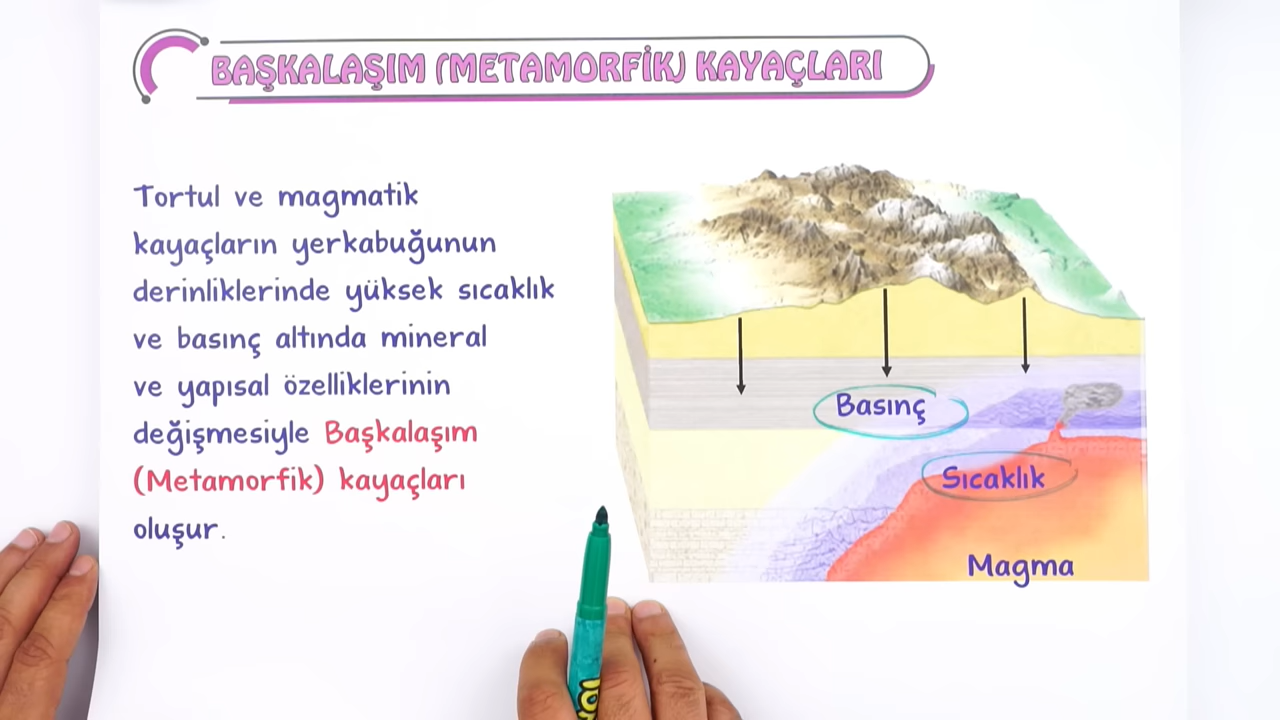 BAŞKALAŞIM (METAMORFİK) KAYAÇLARI
Tortul ve magmatik
kayaçların yerkabuğunun
derinliklerinde yüksek sıcaklık
ve basınç altında mineral
ve yapısal özelliklerinin
değişmesiyle Başkalaşım
(Metamorfik) kayaçları
oluşur.
Basınç
Sıcaklık
Magma